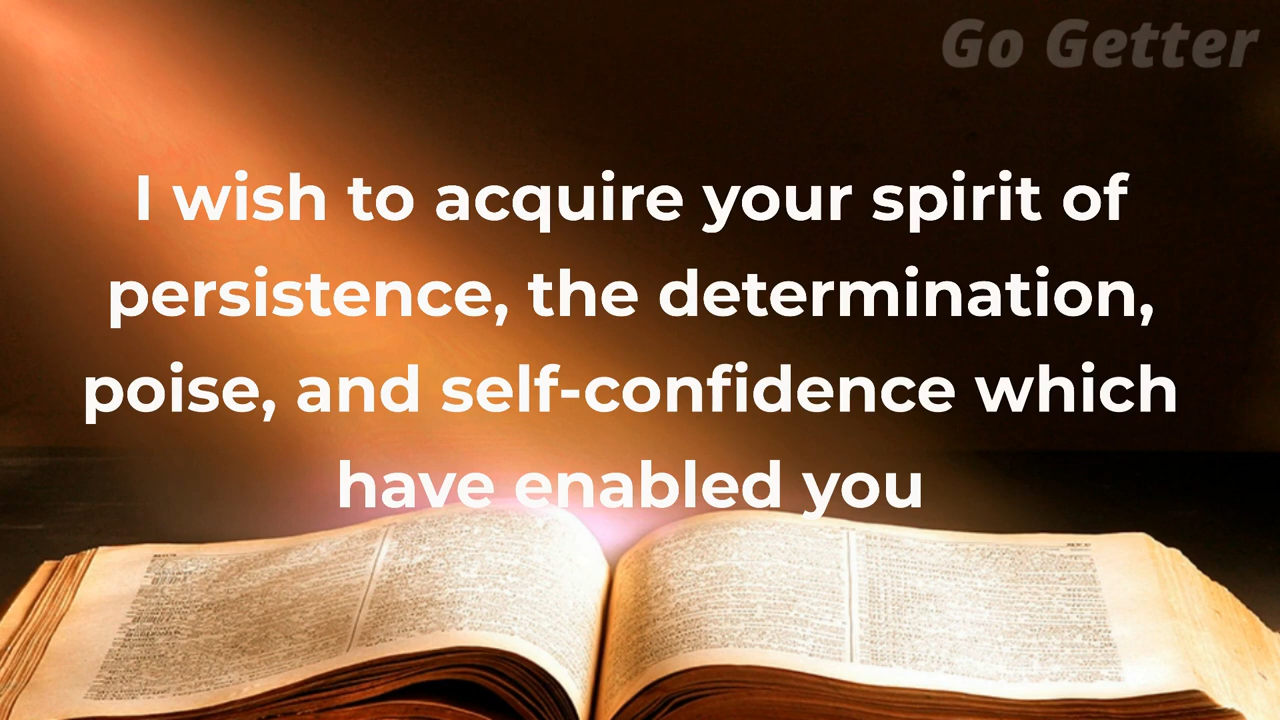 Go Getter
I wish to acquire your spirit of
persistence, the determination,
poise, and self-confidence which
have enabled you